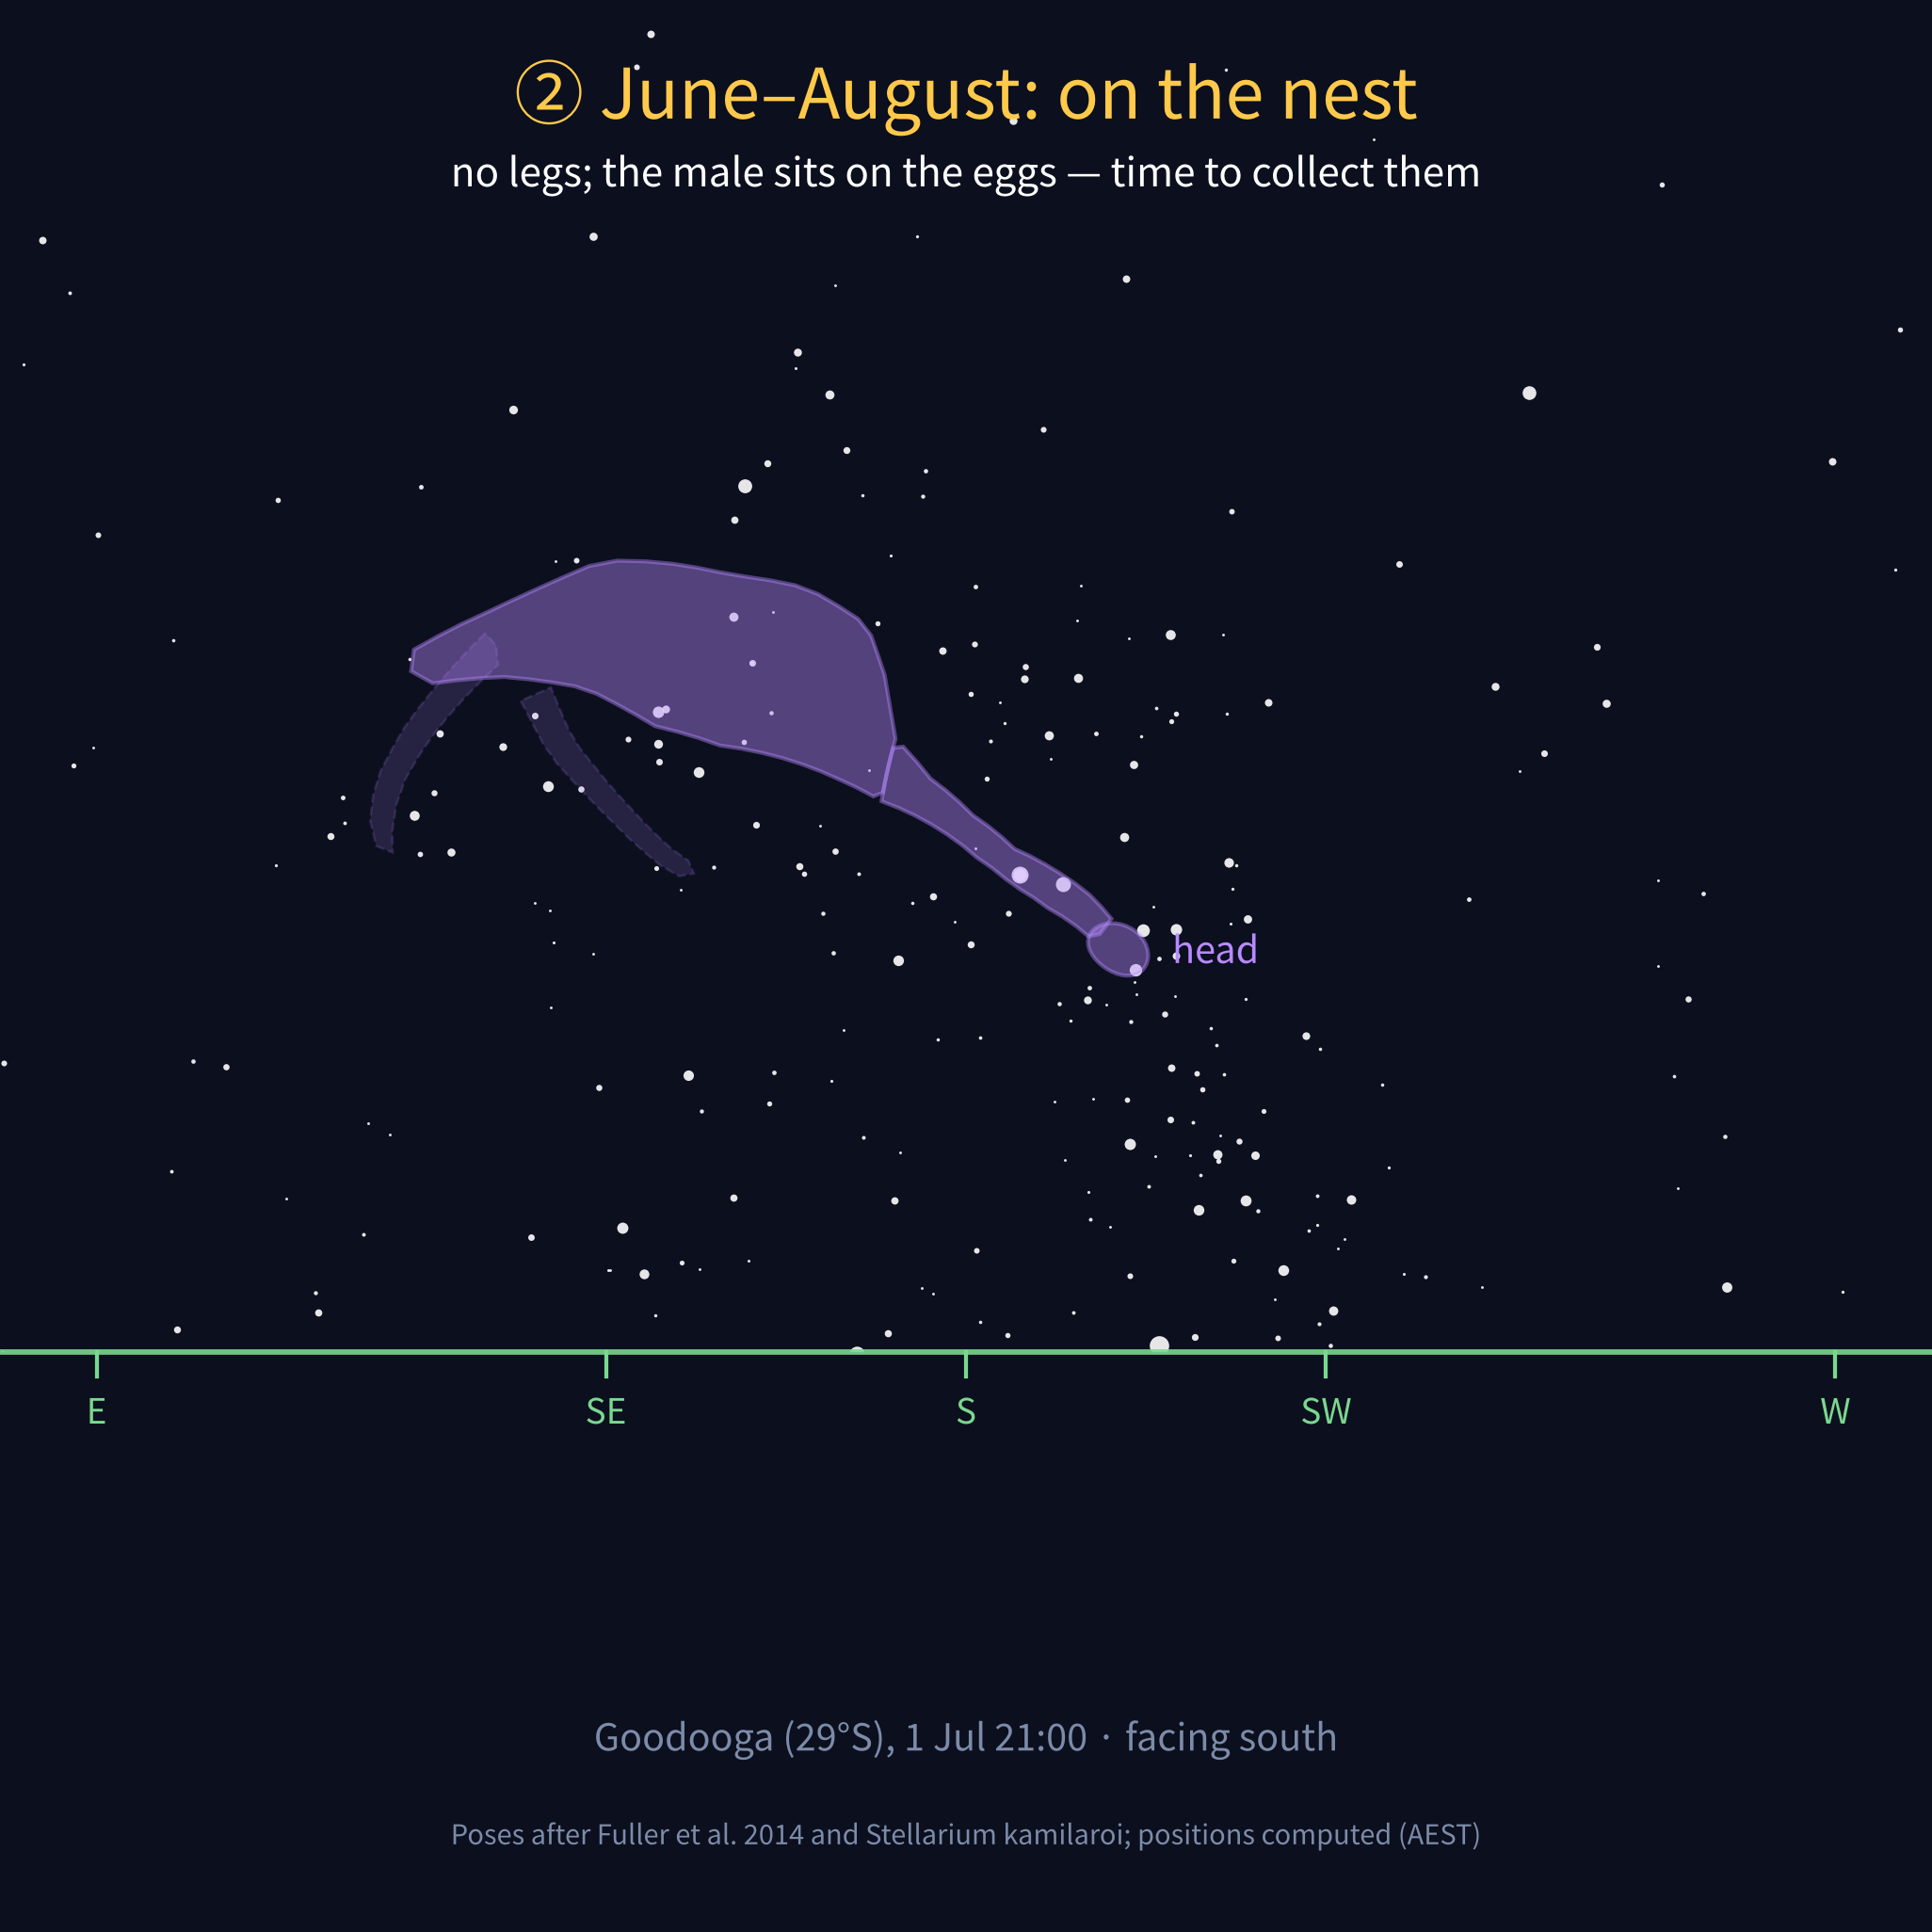 ② June–August: on the nest
no legs; the male sits on the eggs — time to collect them
head
E SE S SW W
Goodooga (29°S), 1 Jul 21:00 · facing south
Poses after Fuller et al. 2014 and Stellarium kamilaroi; positions computed (AEST)